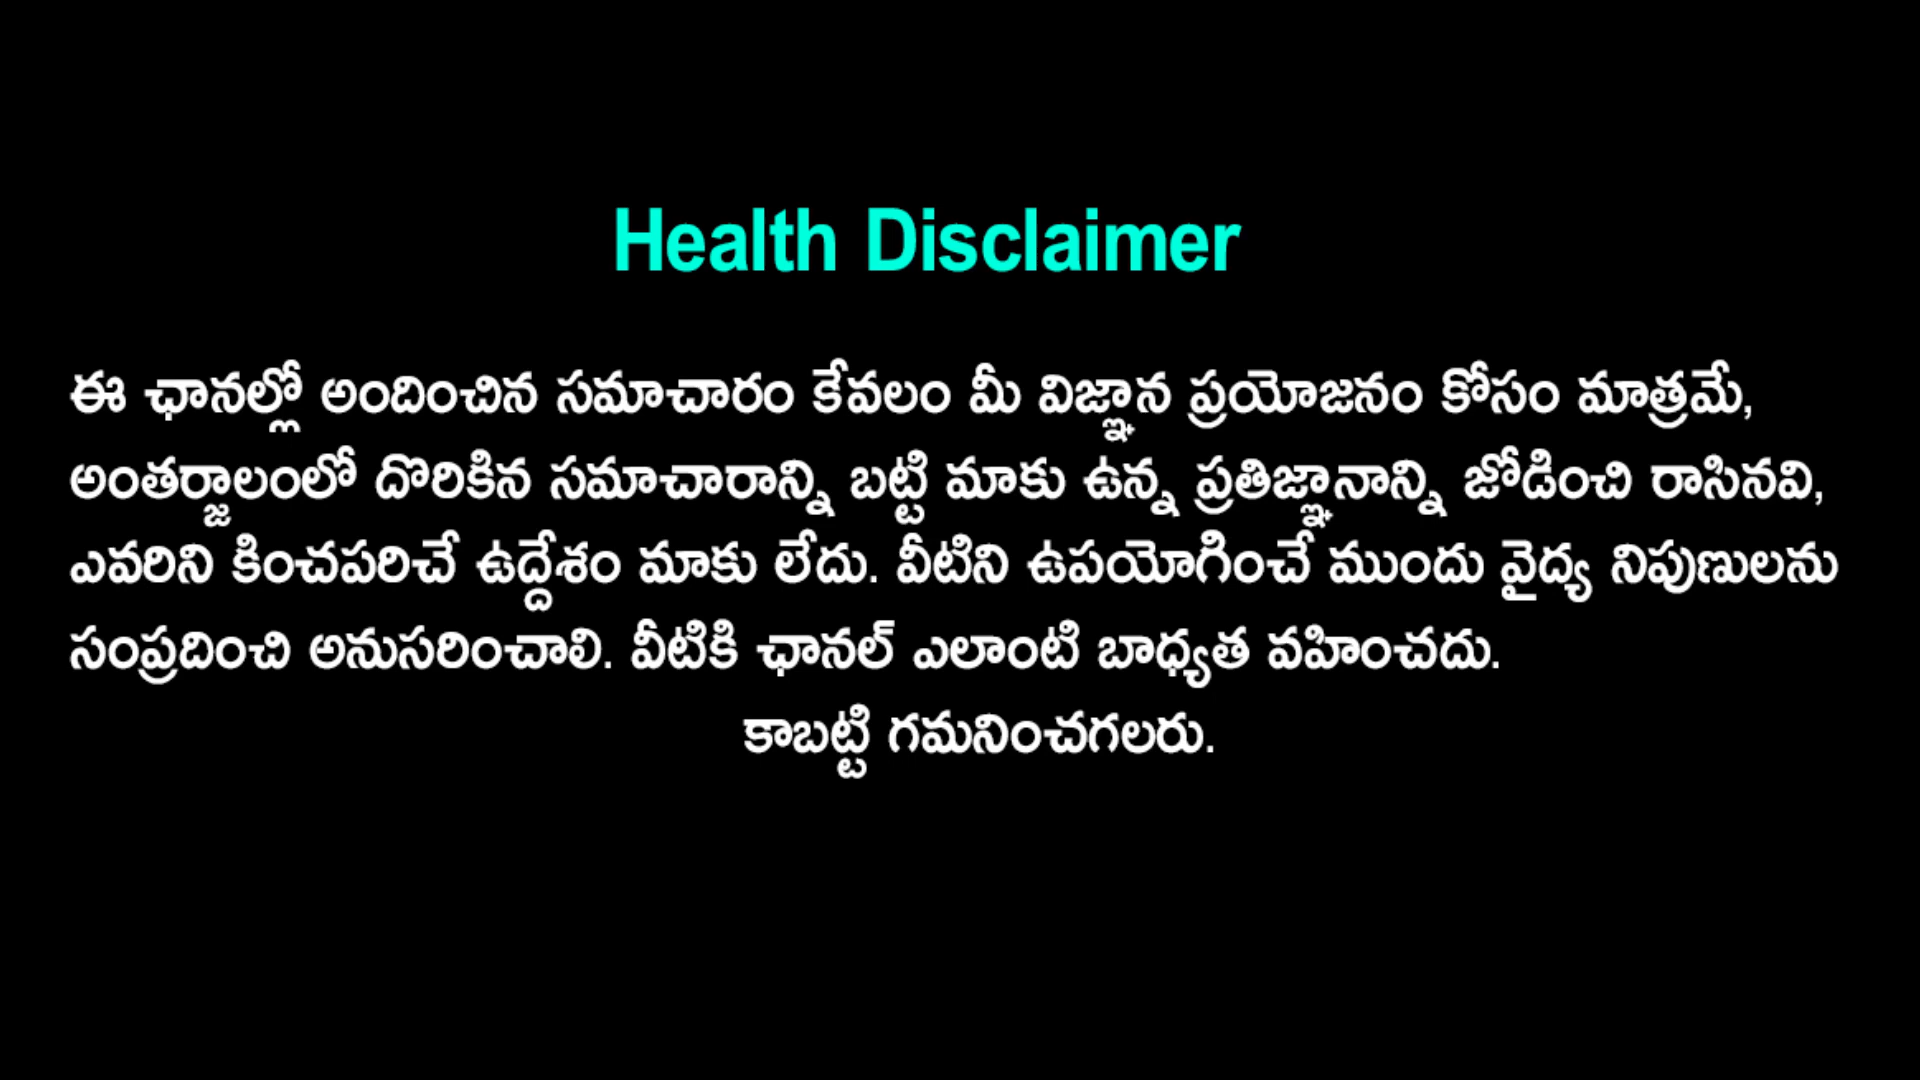 Health Disclaimer
ఈ ఛానల్లో అందించిన సమాచారం కేవలం మీ విజ్ఞాన ప్రయోజనం కోసం మాత్రమే,
అంతర్జాలంలో దొరికిన సమాచారాన్ని బట్టి మాకు ఉన్న ప్రతిజ్ఞానాన్ని జోడించి రాసినవి,
ఎవరిని కించపరిచే ఉద్దేశం మాకు లేదు. వీటిని ఉపయోగించే ముందు వైద్య నిపుణులను
సంప్రదించి అనుసరించాలి. వీటికి ఛానల్ ఎలాంటి బాధ్యత వహించదు.
కాబట్టి గమనించగలరు.